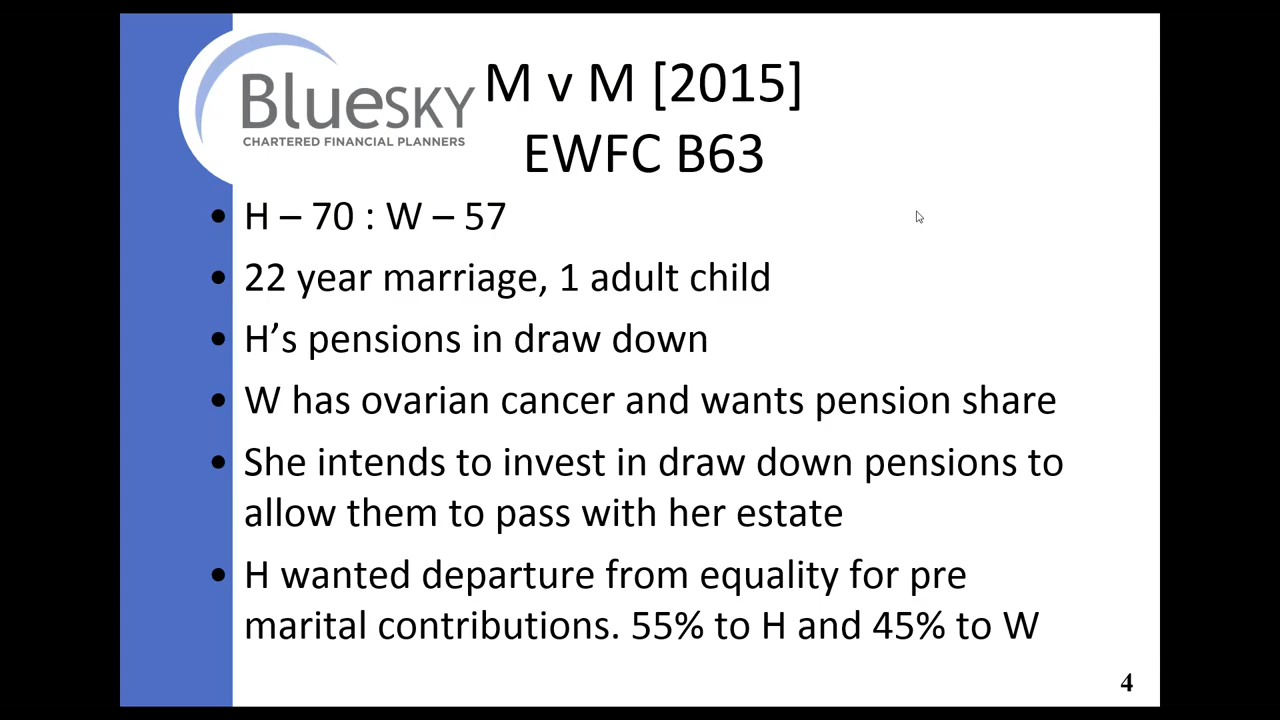 BlueSKY
CHARTERED FINANCIAL PLANNERS
M v M [2015]
EWFC B63
• H – 70 : W – 57
• 22 year marriage, 1 adult child
• H’s pensions in draw down
• W has ovarian cancer and wants pension share
• She intends to invest in draw down pensions to
allow them to pass with her estate
• H wanted departure from equality for pre
marital contributions. 55% to H and 45% to W
4